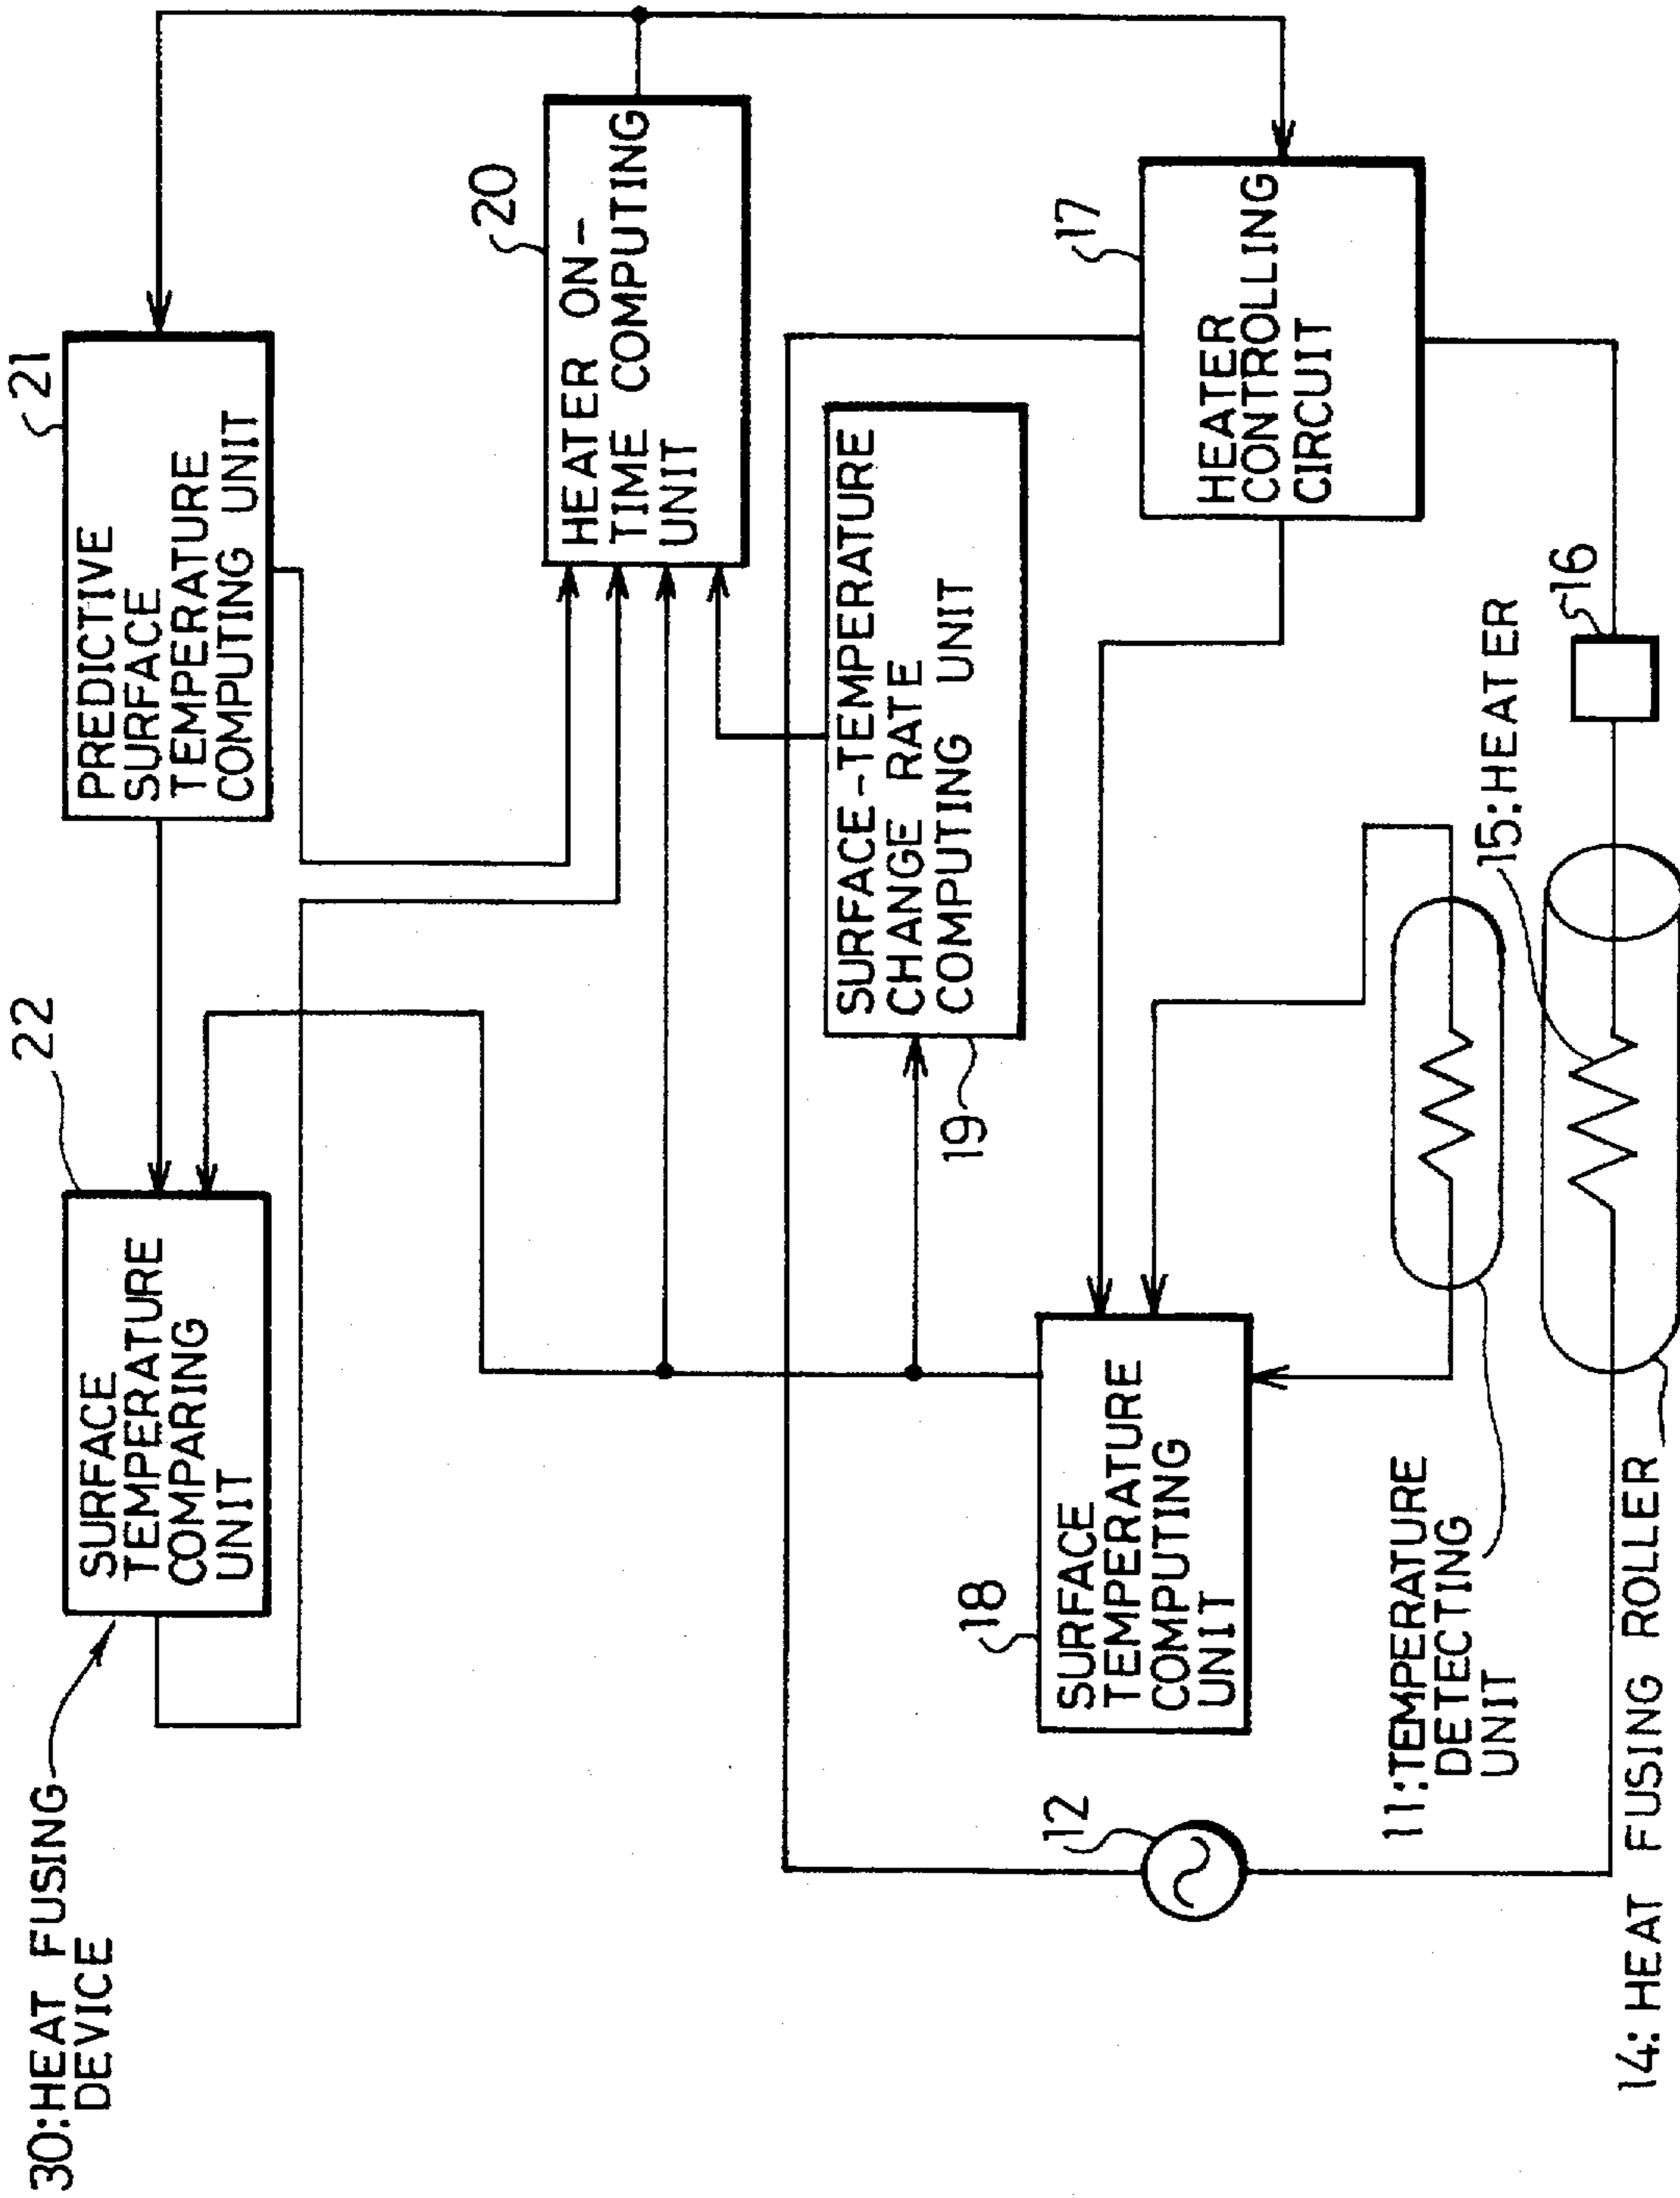 30:HEAT FUSING
DEVICE
22
SURFACE
TEMPERATURE
COMPARING
UNIT
21
PREDICTIVE
SURFACE
TEMPERATURE
COMPUTING UNIT
20
HEATER ON-
TIME COMPUTING
UNIT
SURFACE-TEMPERATURE
CHANGE RATE
COMPUTING UNIT
19
12
18
SURFACE
TEMPERATURE
COMPUTING
UNIT
17
HEATER
CONTROLLING
CIRCUIT
11:TEMPERATURE
DETECTING
UNIT
15:HEATER
16
14: HEAT FUSING ROLLER